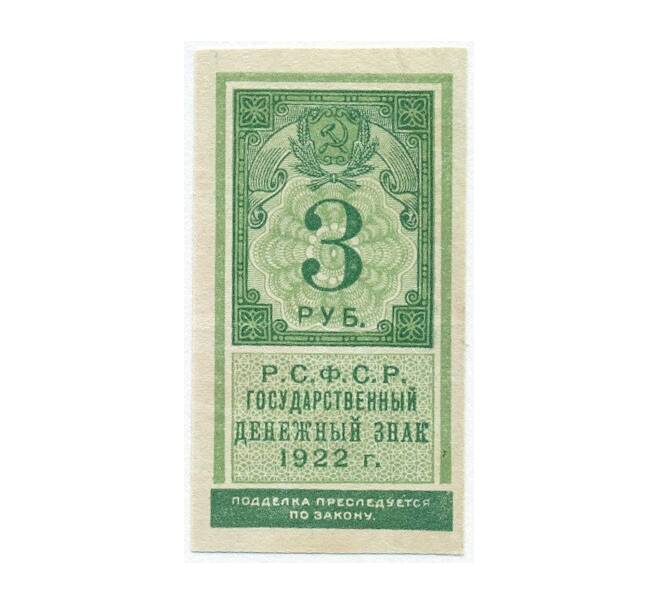 3
РУБ.
Р.С.Ф.С.Р.
ГОСУДАРСТВЕННЫЙ
ДЕНЕЖНЫЙ ЗНАК
1922 г.
ПОДДЕЛКА ПРЕСЛЕДУЕТСЯ
ПО ЗАКОНУ.